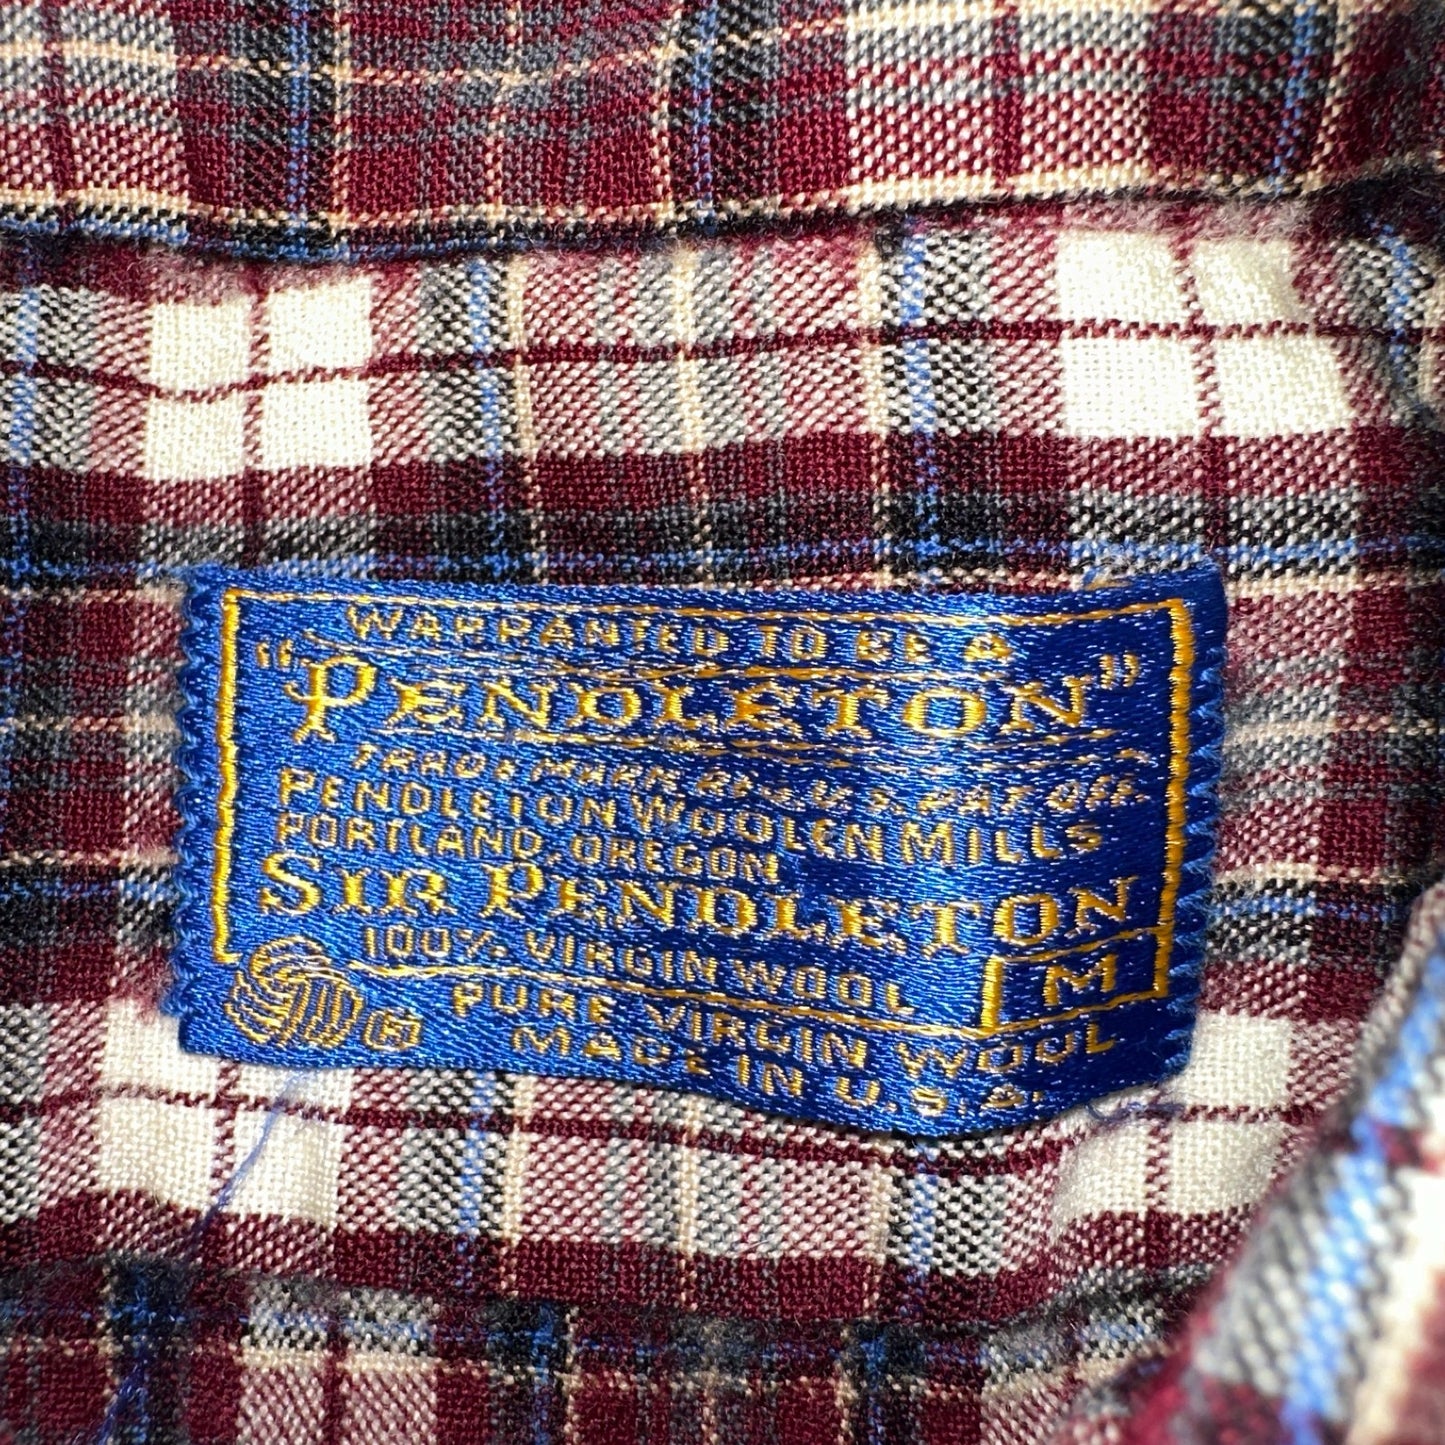 WARRANTED TO BE A
"PENDLETON"
TRADE MARK REG. U.S. PAT. OFF.
PENDLETON WOOLEN MILLS
PORTLAND, OREGON
SIR PENDLETON
100% VIRGIN WOOL
M
® PURE VIRGIN WOOL
MADE IN U.S.A.